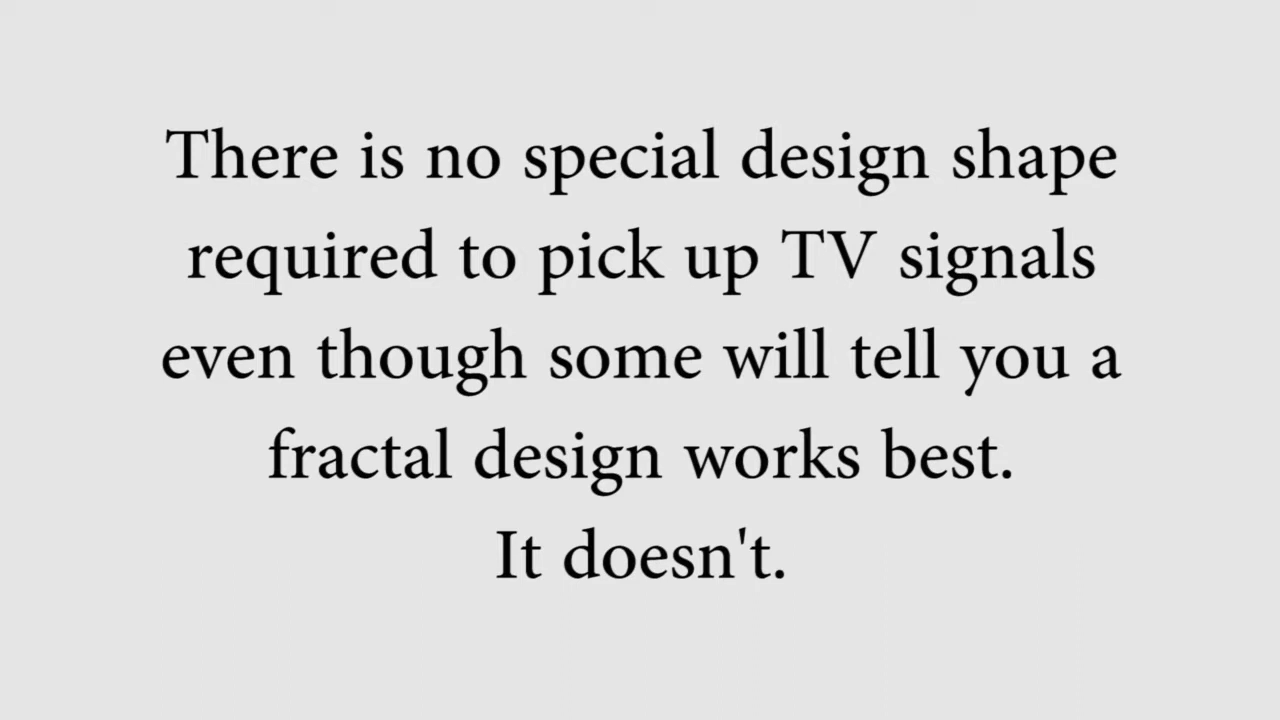 There is no special design shape
required to pick up TV signals
even though some will tell you a
fractal design works best.
It doesn't.